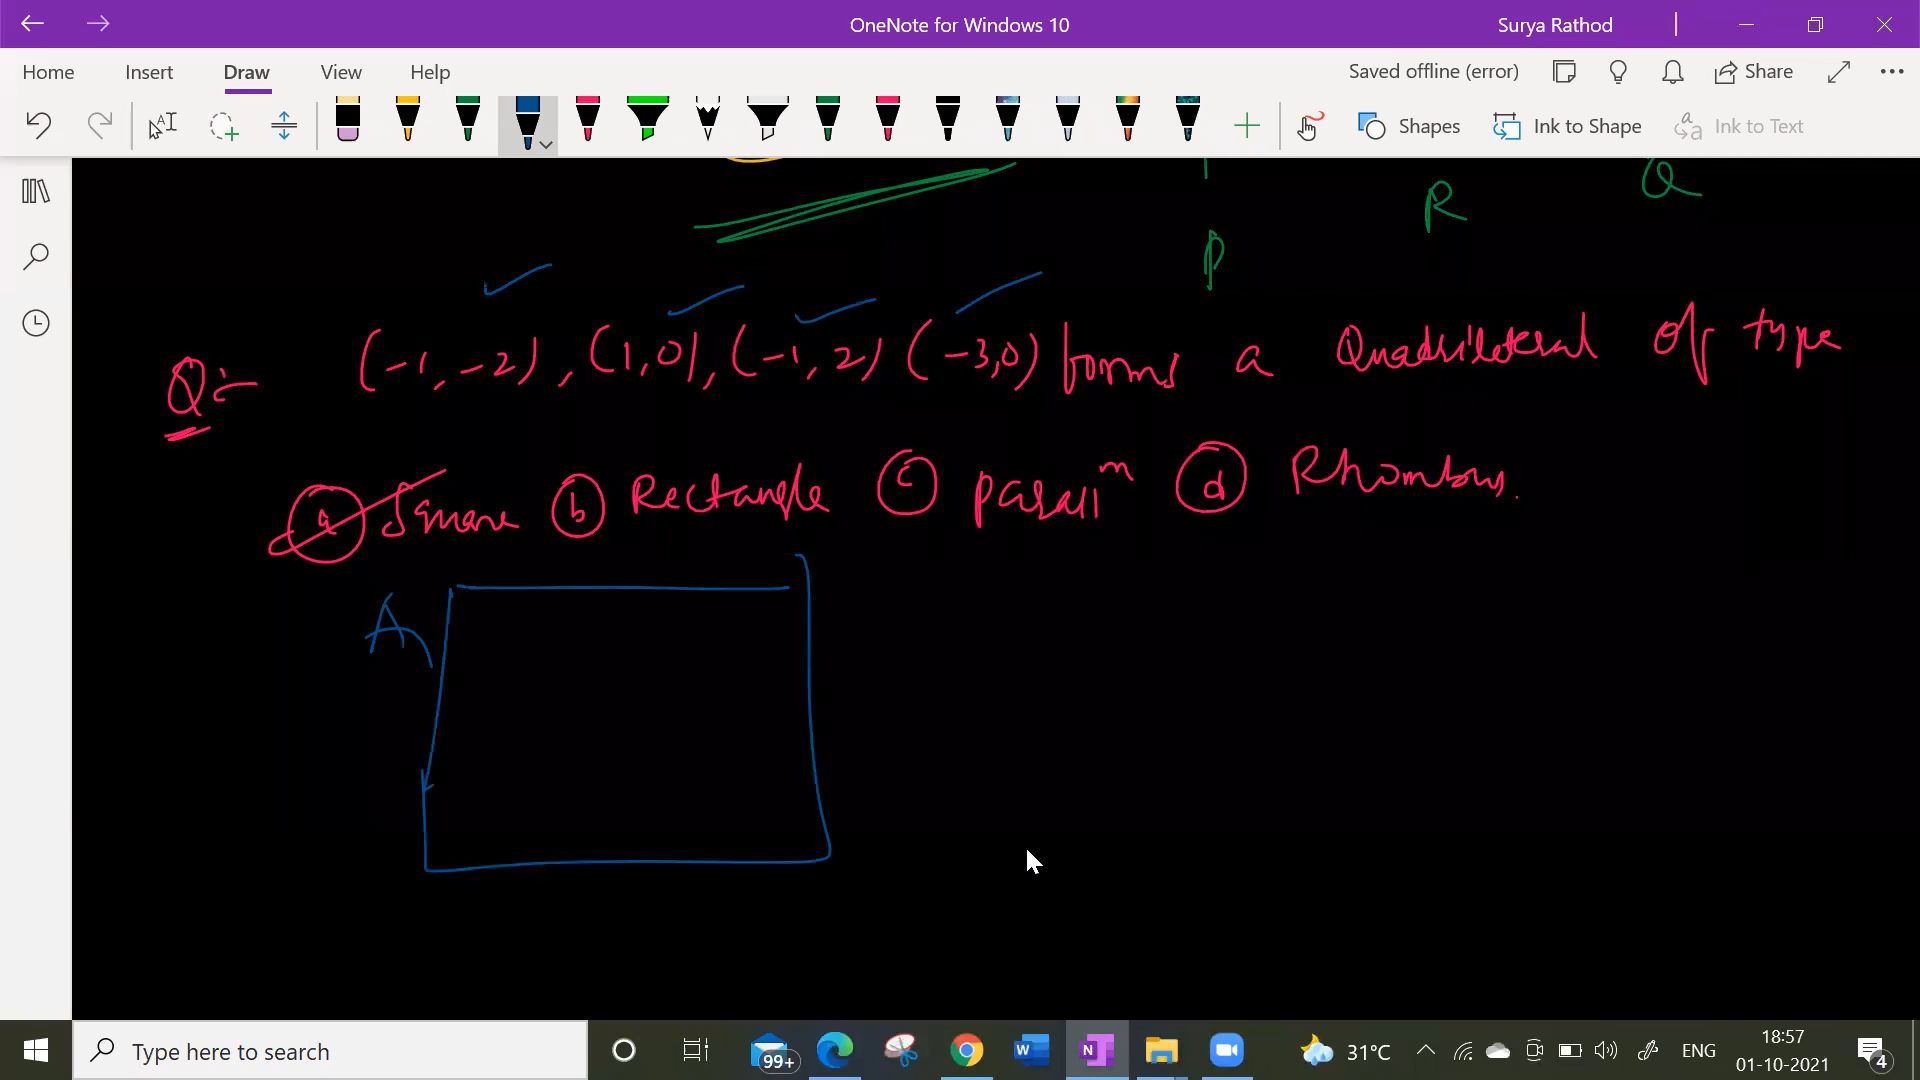 OneNote for Windows 10
Surya Rathod
Home Insert Draw View Help
Saved offline (error) Share
Shapes Ink to Shape Ink to Text
P R Q
Q:- (-1, -2), (1, 0), (-1, 2) (-3, 0) forms a Quadrilateral of type
a Square b Rectangle c parallm d Rhombus.
A
Type here to search
99+
31°C
ENG
18:57
01-10-2021
4